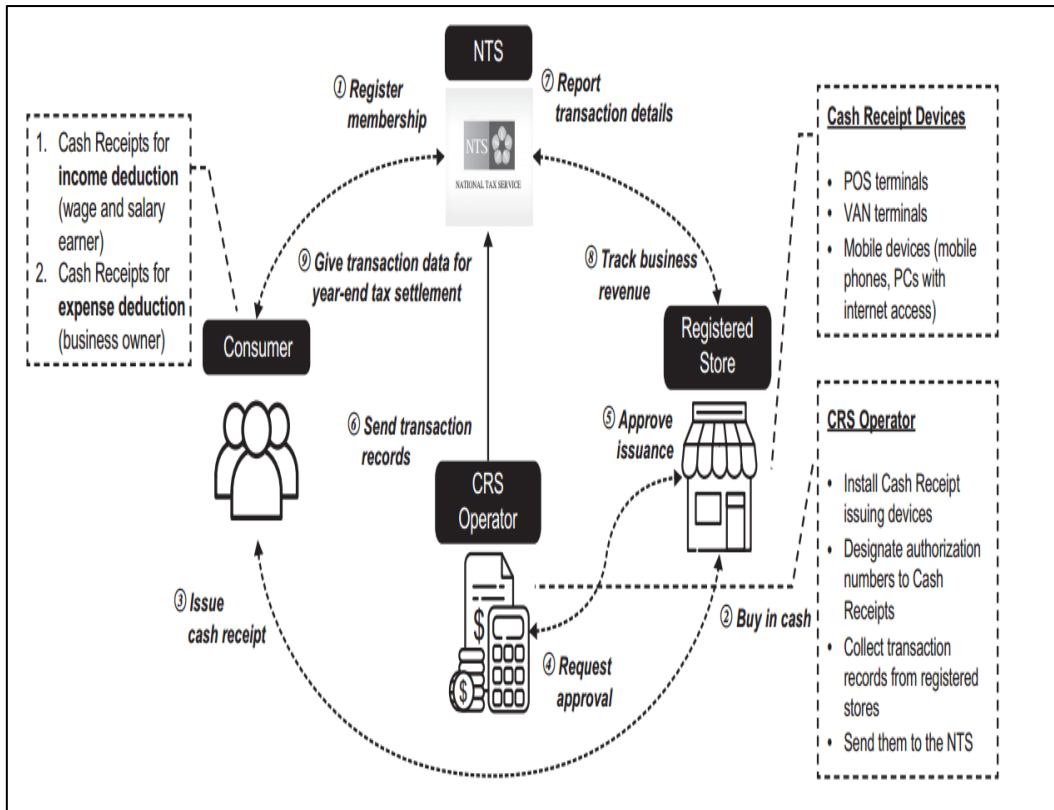 NTS
① Register
membership
⑦ Report
transaction details
NTS
NATIONAL TAX SERVICE
1. Cash Receipts for
income deduction
(wage and salary
earner)
2. Cash Receipts for
expense deduction
(business owner)
Cash Receipt Devices
• POS terminals
• VAN terminals
• Mobile devices (mobile
phones, PCs with
internet access)
⑨ Give transaction data for
year-end tax settlement
⑧ Track business
revenue
Consumer
Registered
Store
⑥ Send transaction
records
⑤ Approve
issuance
CRS
Operator
$
$
CRS Operator
• Install Cash Receipt
issuing devices
• Designate authorization
numbers to Cash
Receipts
• Collect transaction
records from registered
stores
• Send them to the NTS
③ Issue
cash receipt
② Buy in cash
④ Request
approval